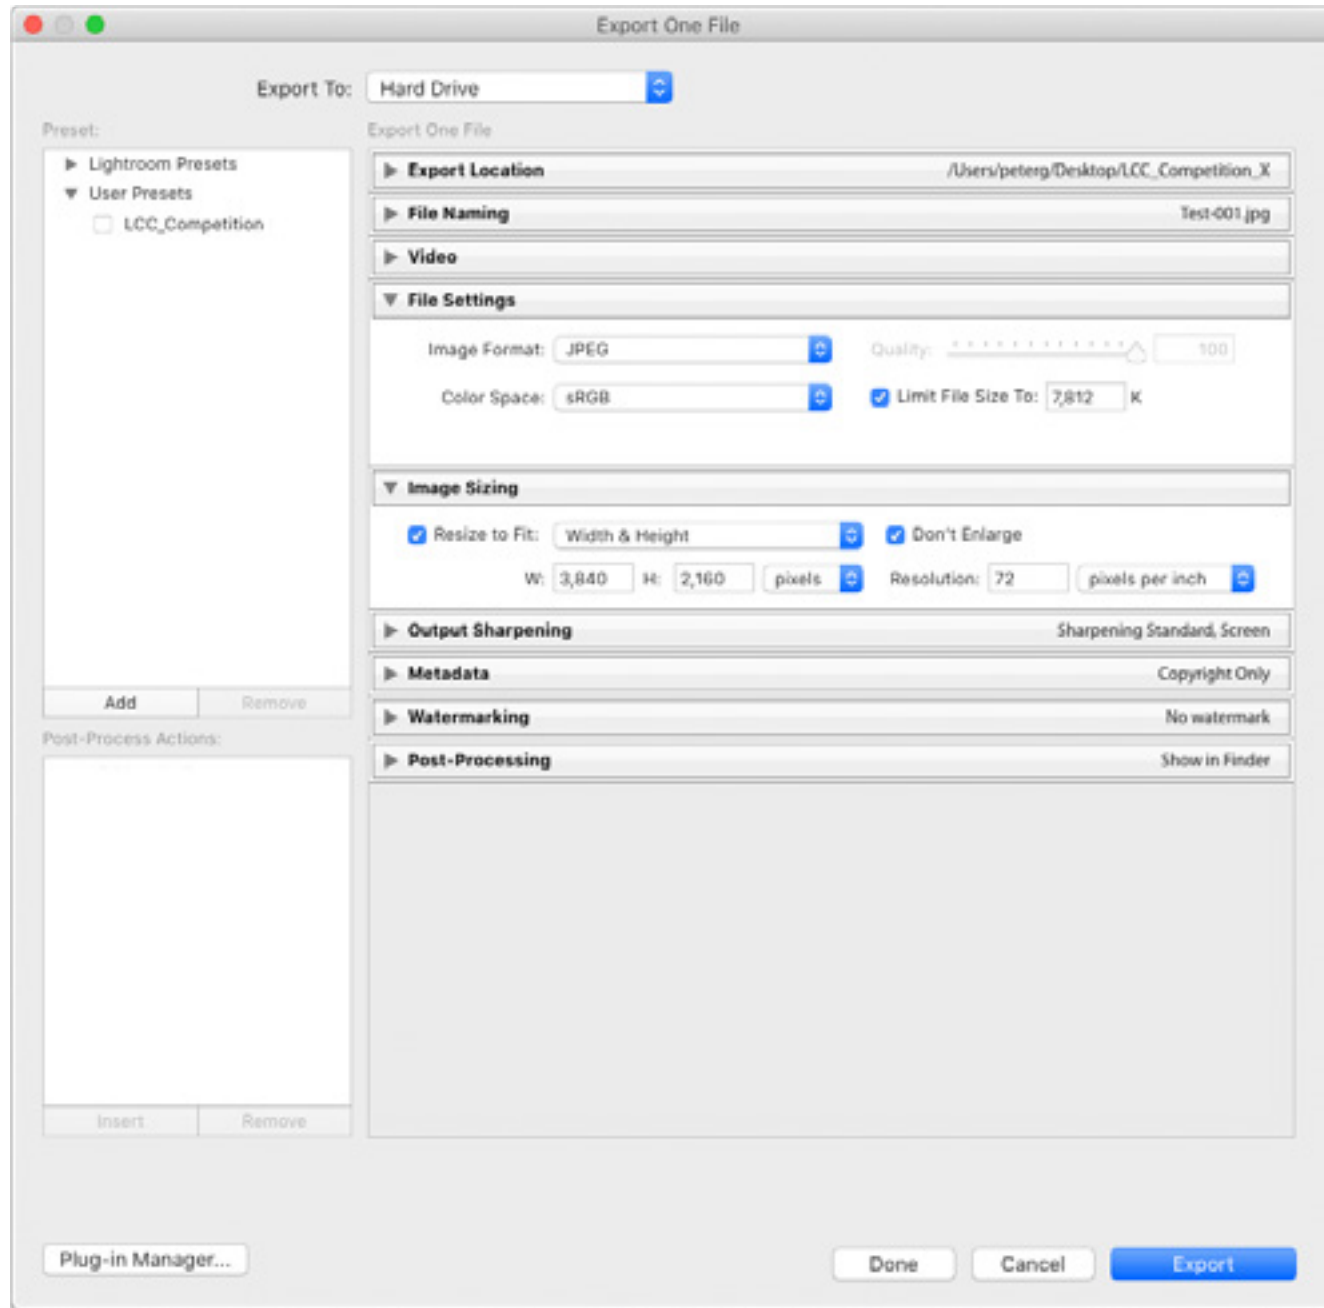 Export One File
Export To: Hard Drive
Preset:
Lightroom Presets
User Presets
LCC_Competition
Add Remove
Post-Process Actions:
Insert Remove
Export One File
Export Location /Users/peterg/Desktop/LCC_Competition_X
File Naming Test-001.jpg
Video
File Settings
Image Format: JPEG Quality: 100
Color Space: sRGB Limit File Size To: 7,812 K
Image Sizing
Resize to Fit: Width & Height Don't Enlarge
W: 3,840 H: 2,160 pixels Resolution: 72 pixels per inch
Output Sharpening Sharpening Standard, Screen
Metadata Copyright Only
Watermarking No watermark
Post-Processing Show in Finder
Plug-in Manager... Done Cancel Export